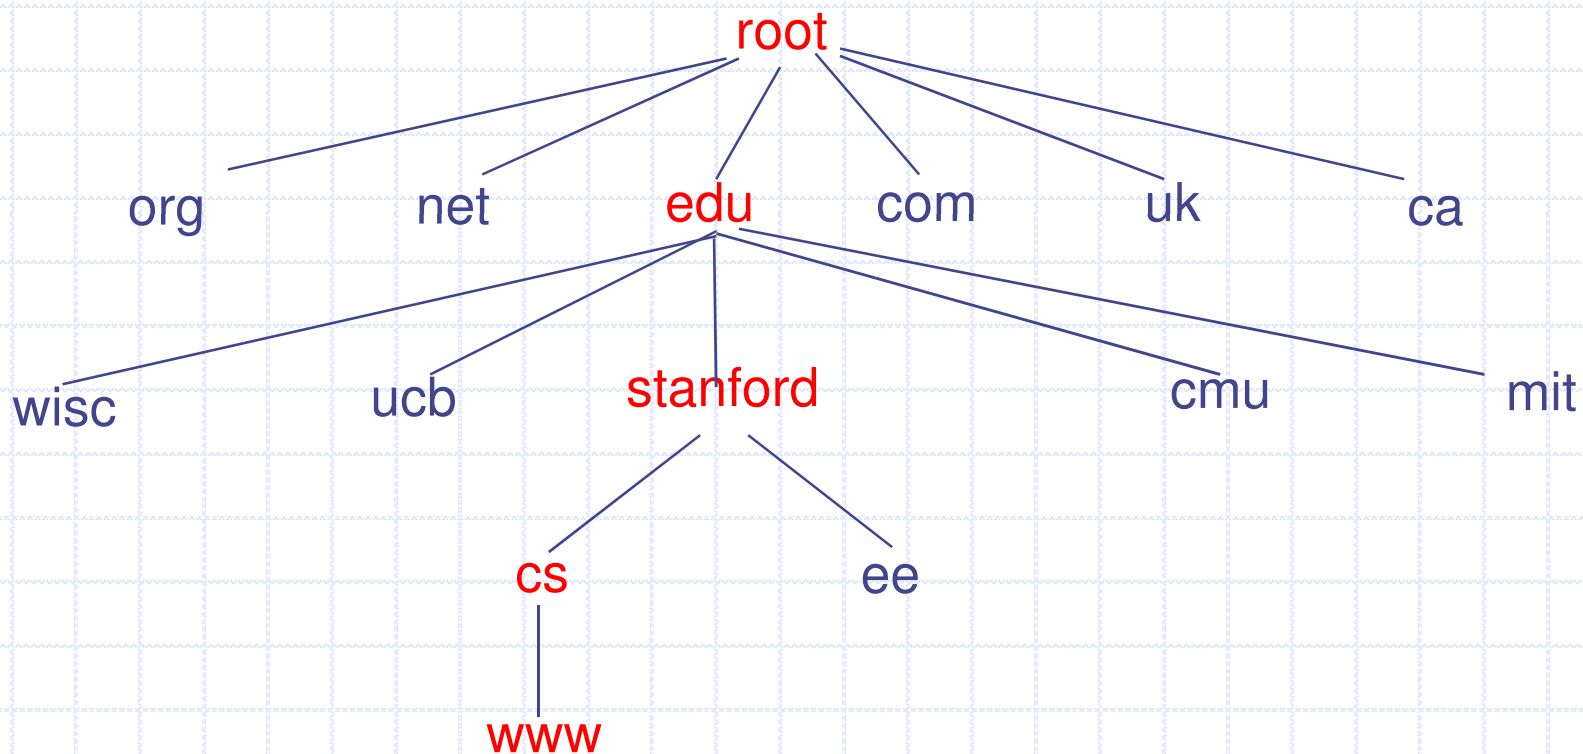 root
org net edu com uk ca
wisc ucb stanford cmu mit
cs ee
www